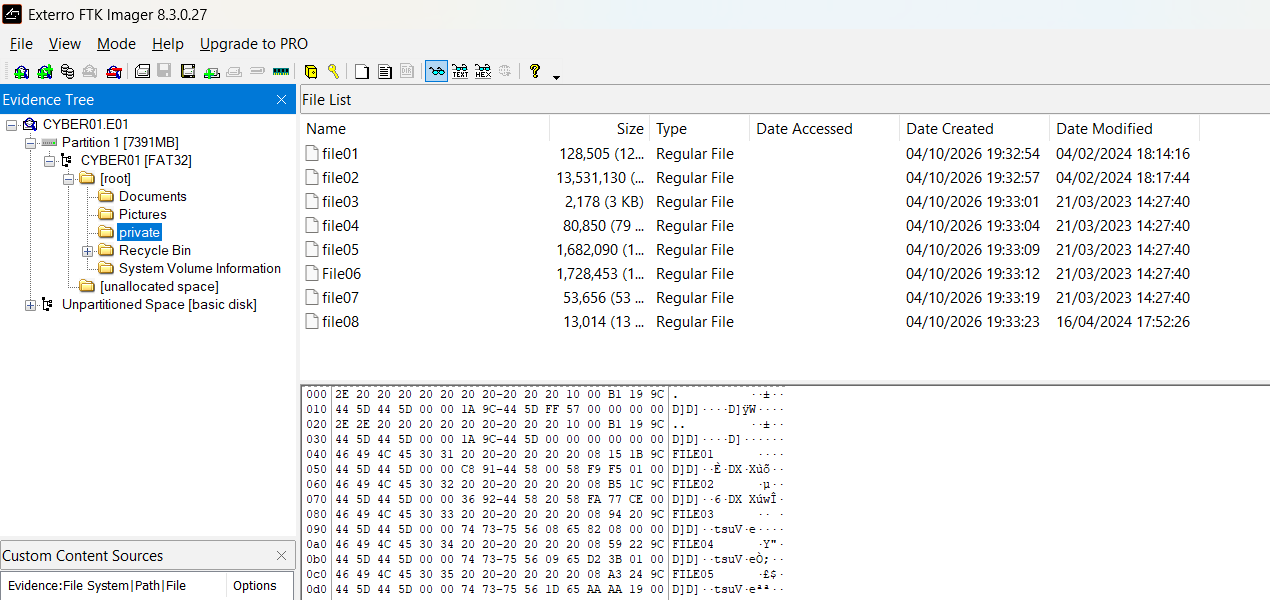 Exterro FTK Imager 8.3.0.27
File View Mode Help Upgrade to PRO
TEXT HEX
Evidence Tree
CYBER01.E01
Partition 1 [7391MB]
CYBER01 [FAT32]
[root]
Documents
Pictures
private
Recycle Bin
System Volume Information
[unallocated space]
Unpartitioned Space [basic disk]
Custom Content Sources
Evidence:File System|Path|File Options
File List
Name Size Type Date Accessed Date Created Date Modified
file01 128,505 (12... Regular File 04/10/2026 19:32:54 04/02/2024 18:14:16
file02 13,531,130 (... Regular File 04/10/2026 19:32:57 04/02/2024 18:17:44
file03 2,178 (3 KB) Regular File 04/10/2026 19:33:01 21/03/2023 14:27:40
file04 80,850 (79 ... Regular File 04/10/2026 19:33:04 21/03/2023 14:27:40
file05 1,682,090 (1... Regular File 04/10/2026 19:33:09 21/03/2023 14:27:40
File06 1,728,453 (1... Regular File 04/10/2026 19:33:12 21/03/2023 14:27:40
file07 53,656 (53 ... Regular File 04/10/2026 19:33:19 21/03/2023 14:27:40
file08 13,014 (13 ... Regular File 04/10/2026 19:33:23 16/04/2024 17:52:26
000 2E 20 20 20 20 20 20 20-20 20 20 10 00 B1 19 9C . ··±··
010 44 5D 44 5D 00 00 1A 9C-44 5D FF 57 00 00 00 00 D]D]····D]ÿW····
020 2E 2E 20 20 20 20 20 20-20 20 20 10 00 B1 19 9C .. ··±··
030 44 5D 44 5D 00 00 1A 9C-44 5D 00 00 00 00 00 00 D]D]····D]······
040 46 49 4C 45 30 31 20 20-20 20 20 20 08 15 1B 9C FILE01 ····
050 44 5D 44 5D 00 00 C8 91-44 58 00 58 F9 F5 01 00 D]D]··È·DX·Xùõ··
060 46 49 4C 45 30 32 20 20-20 20 20 20 08 B5 1C 9C FILE02 ·µ··
070 44 5D 44 5D 00 00 36 92-44 58 20 58 FA 77 CE 00 D]D]··6·DX XúwÎ·
080 46 49 4C 45 30 33 20 20-20 20 20 20 08 94 20 9C FILE03 ·· ·
090 44 5D 44 5D 00 00 74 73-75 56 08 65 82 08 00 00 D]D]··tsuV·e····
0a0 46 49 4C 45 30 34 20 20-20 20 20 20 08 59 22 9C FILE04 ·Y"·
0b0 44 5D 44 5D 00 00 74 73-75 56 09 65 D2 3B 01 00 D]D]··tsuV·eÒ;··
0c0 46 49 4C 45 30 35 20 20-20 20 20 20 08 A3 24 9C FILE05 ·£$·
0d0 44 5D 44 5D 00 00 74 73-75 56 1D 65 AA AA 19 00 D]D]··tsuV·eªª··